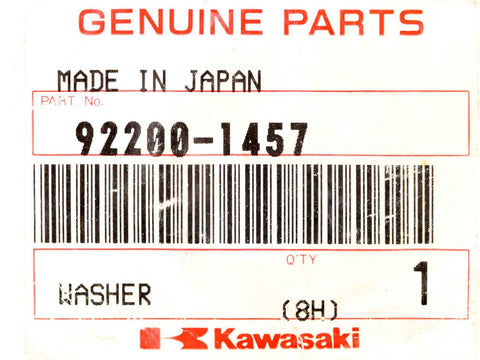 GENUINE PARTS
MADE IN JAPAN
PART. No.
92200-1457
Q'TY
WASHER
(8H)
1
Kawasaki